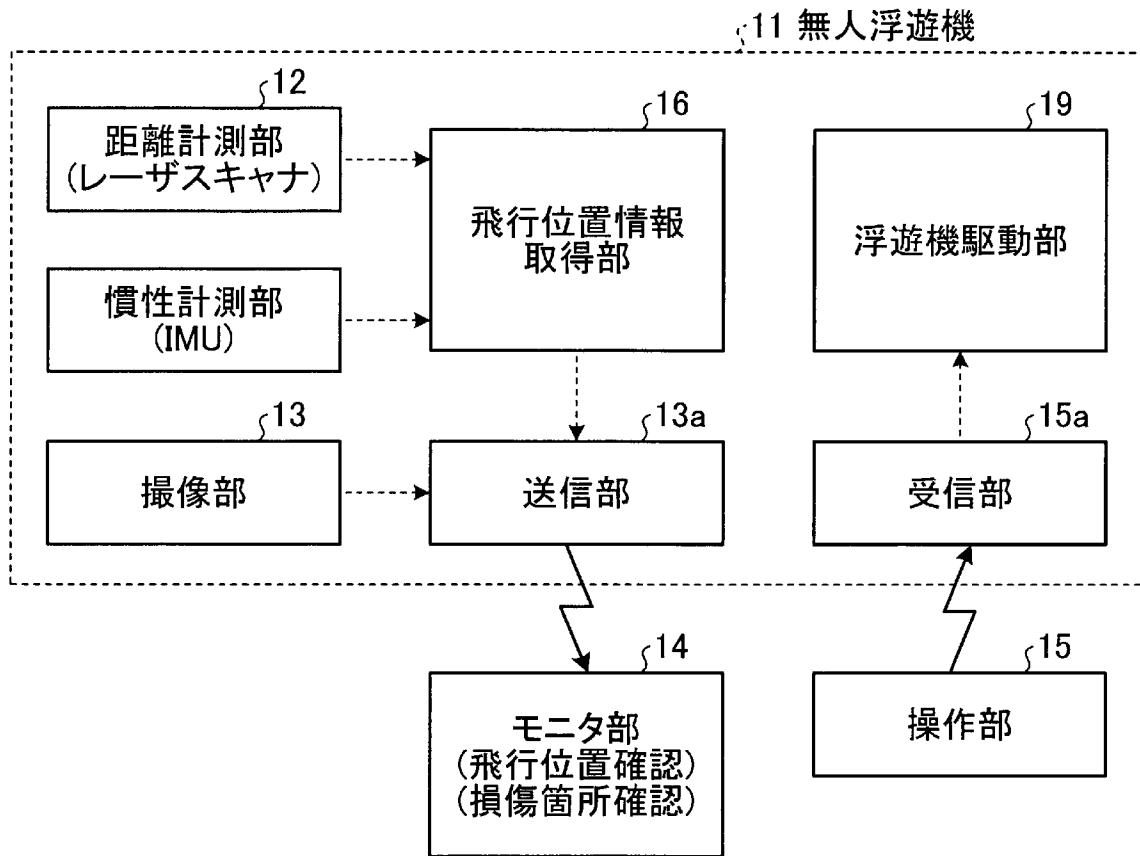 11 無人浮遊機
12
距離計測部
(レーザスキャナ)
16
飛行位置情報
取得部
19
浮遊機駆動部
慣性計測部
(IMU)
13
撮像部
13a
送信部
15a
受信部
14
モニタ部
(飛行位置確認)
(損傷箇所確認)
15
操作部